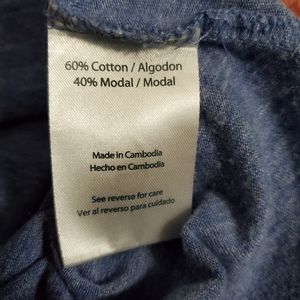 60% Cotton / Algodon
40% Modal / Modal
Made in Cambodia
Hecho en Cambodia
See reverse for care
Ver al reverso para cuidado